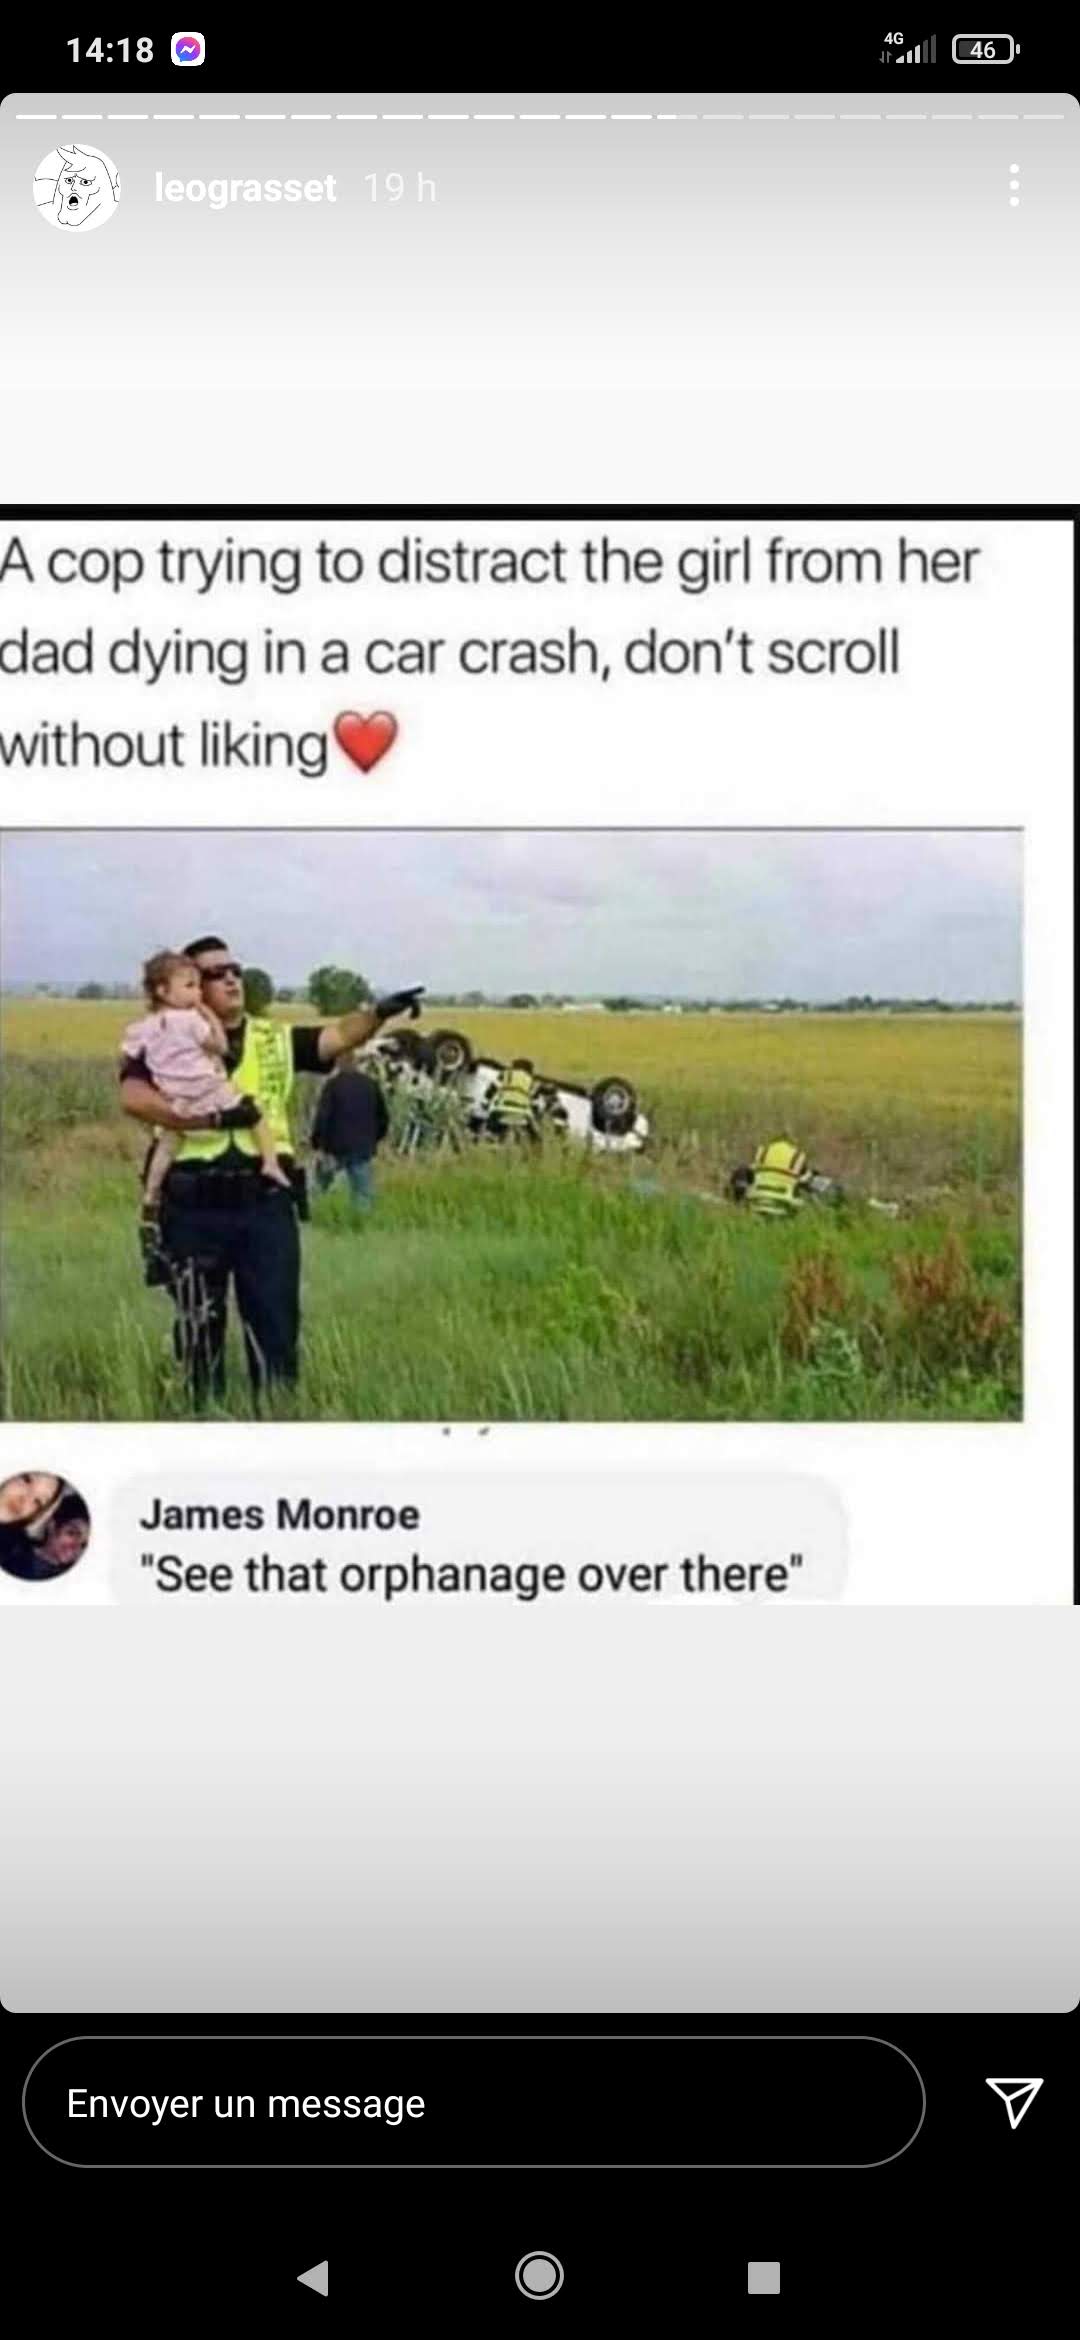 14:18
4G
46
leograsset 19 h
A cop trying to distract the girl from her
dad dying in a car crash, don't scroll
without liking❤️
James Monroe
"See that orphanage over there"
Envoyer un message